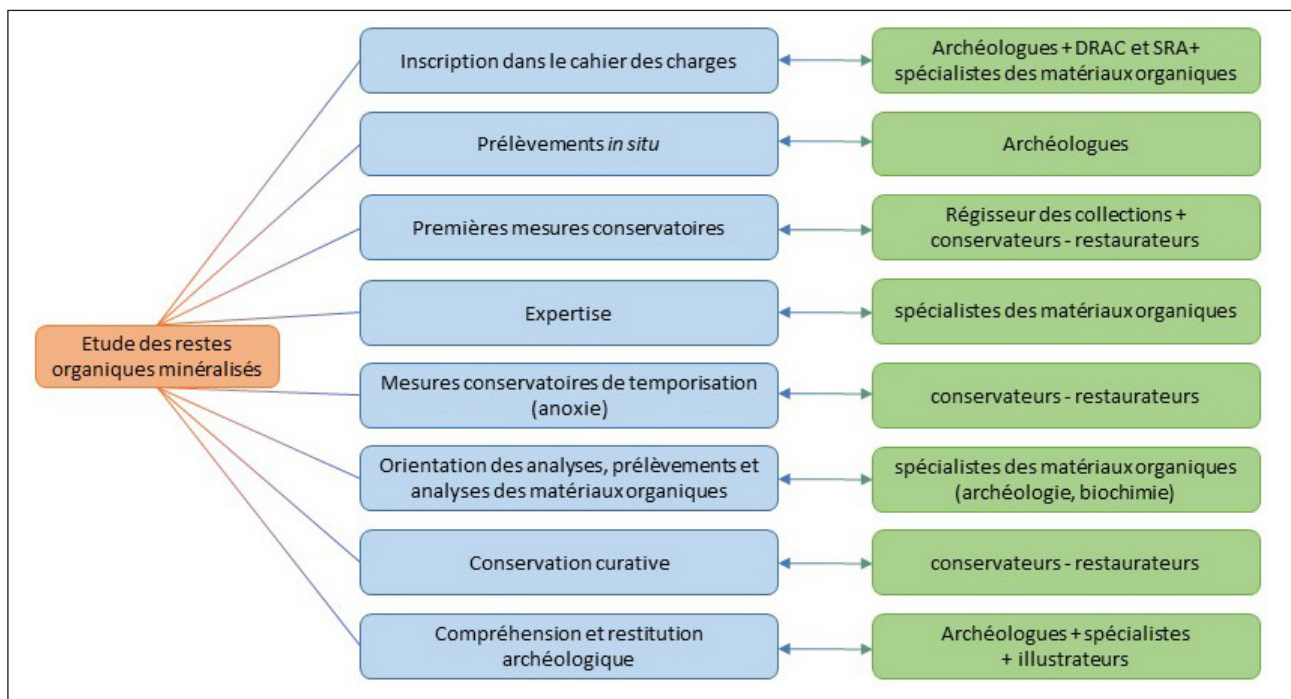 Etude des restes
organiques minéralisés
Inscription dans le cahier des charges
Archéologues + DRAC et SRA+
spécialistes des matériaux organiques
Prélèvements in situ
Archéologues
Premières mesures conservatoires
Régisseur des collections +
conservateurs - restaurateurs
Expertise
spécialistes des matériaux organiques
Mesures conservatoires de temporisation
(anoxie)
conservateurs - restaurateurs
Orientation des analyses, prélèvements et
analyses des matériaux organiques
spécialistes des matériaux organiques
(archéologie, biochimie)
Conservation curative
conservateurs - restaurateurs
Compréhension et restitution
archéologique
Archéologues + spécialistes
+ illustrateurs